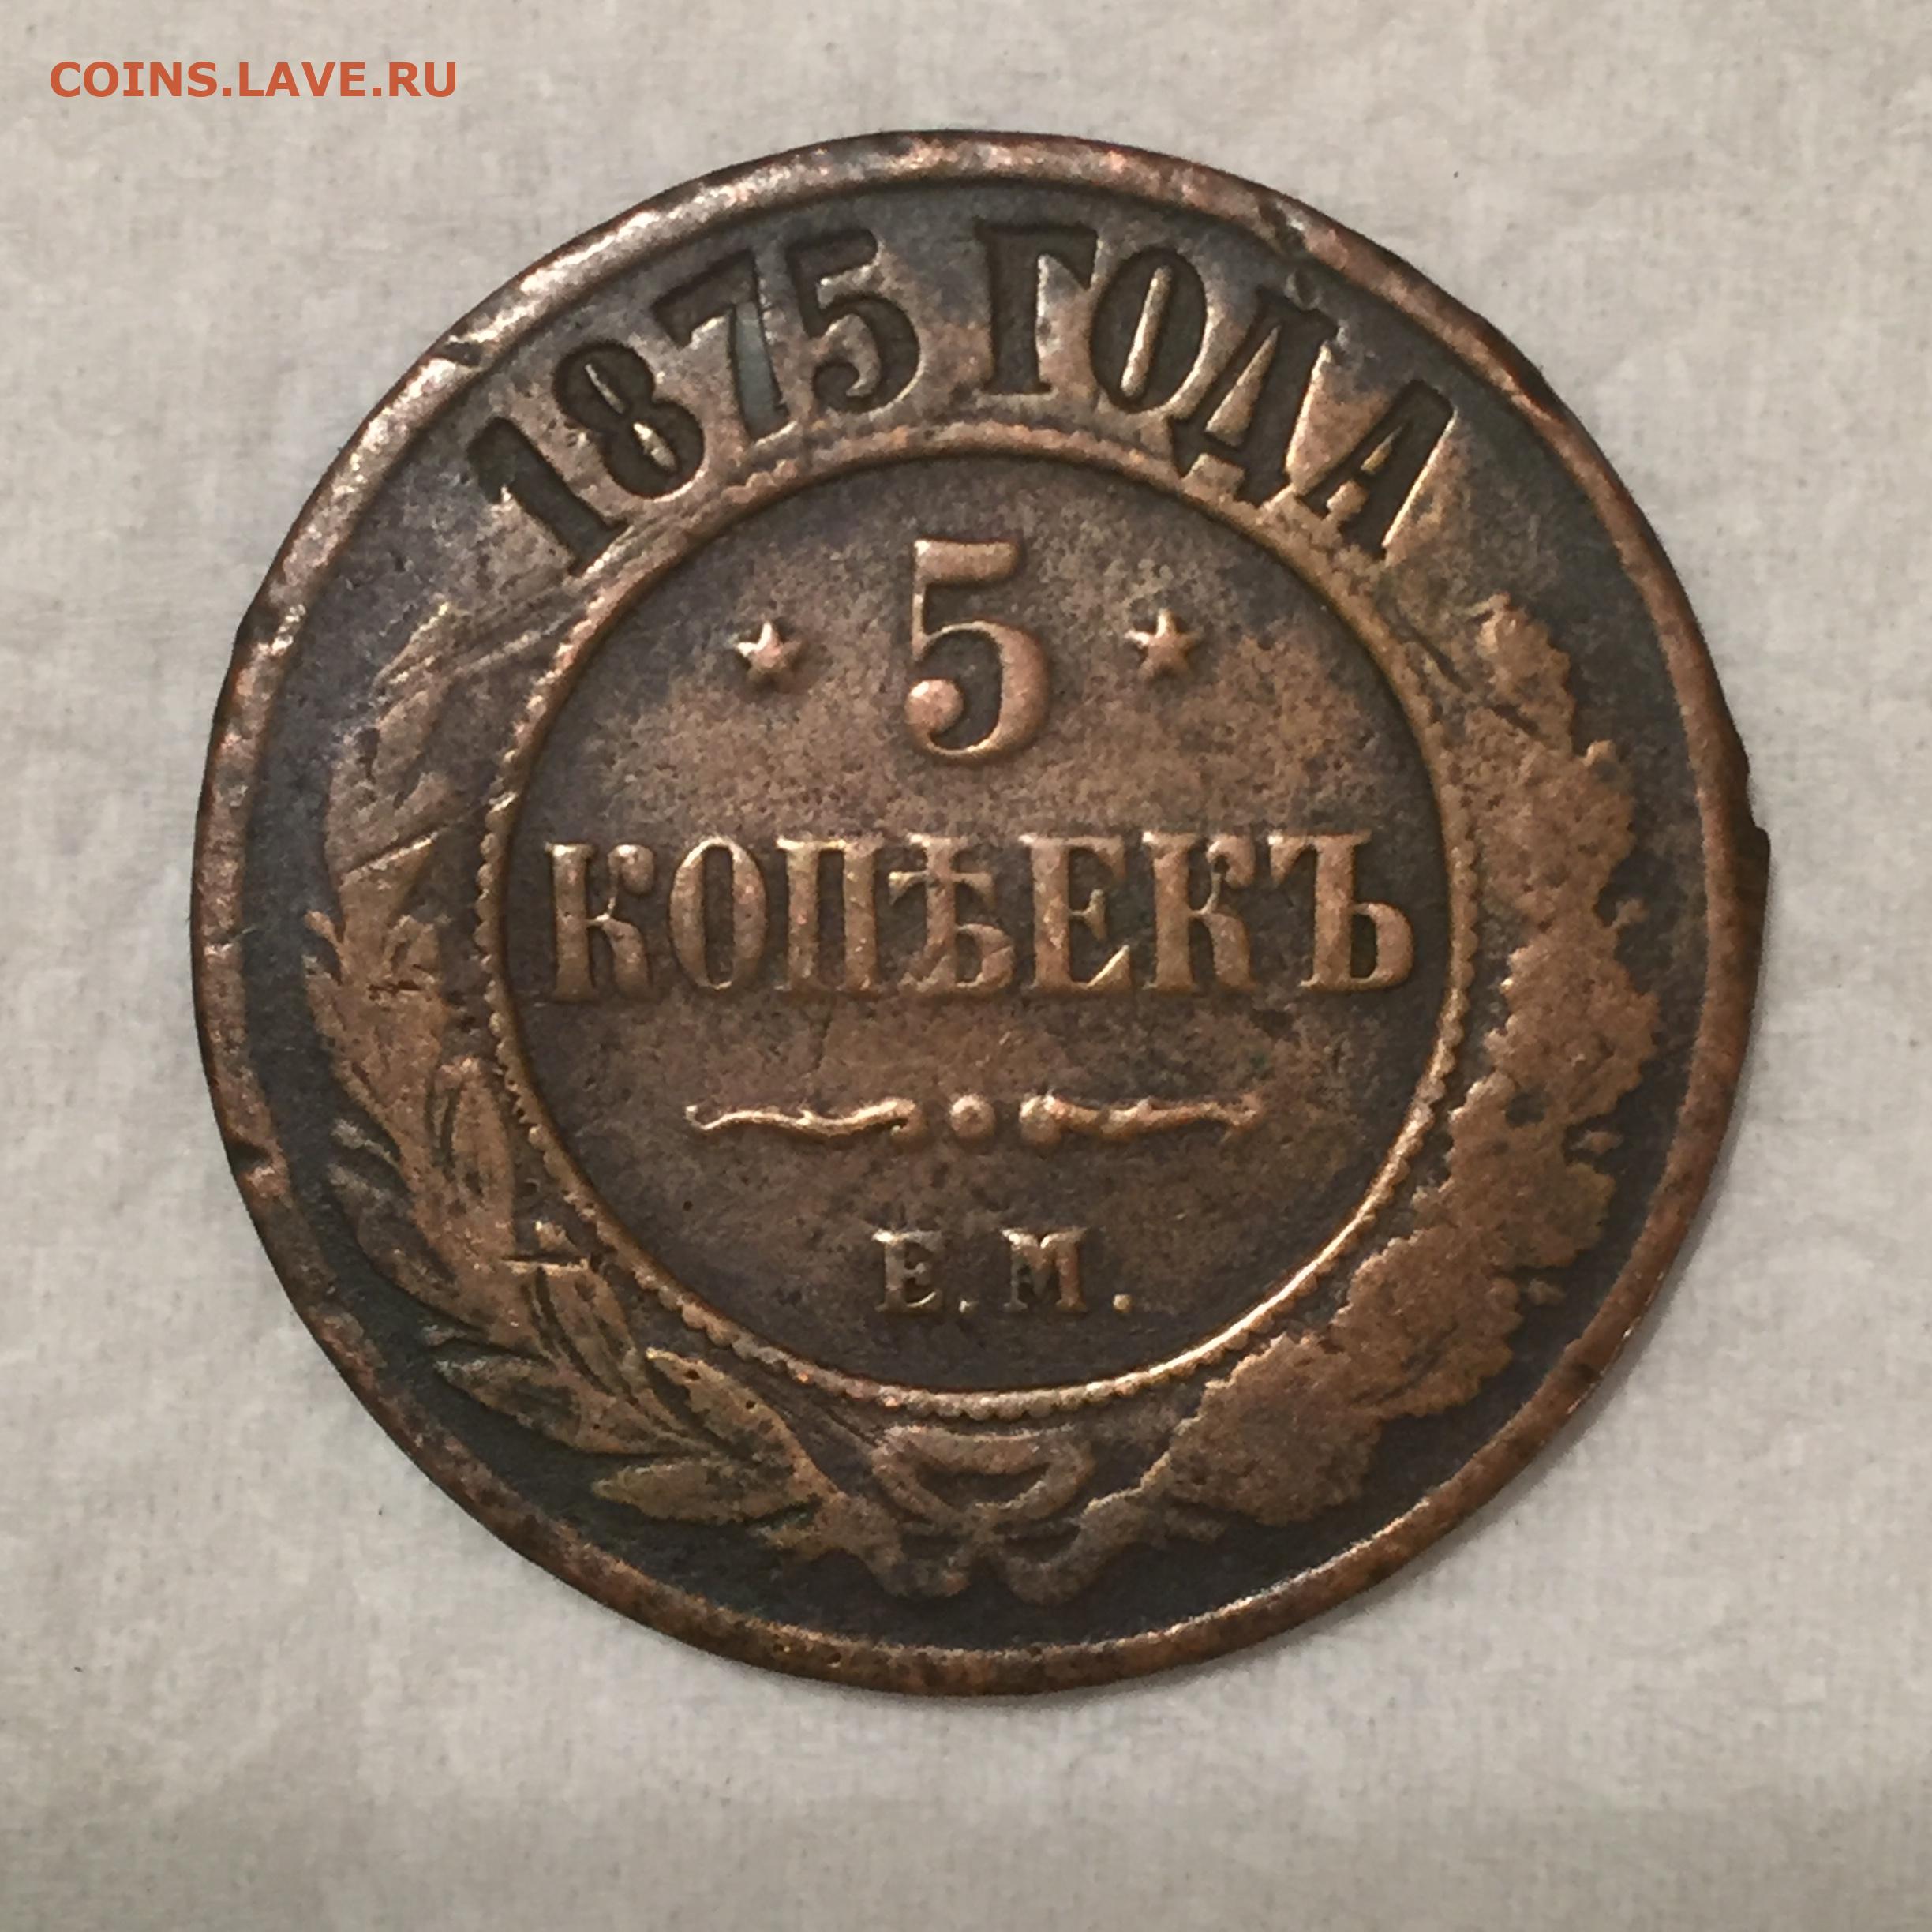 COINS.LAVE.RU
1875 ГОДА
5
КОПѢЕКЪ
Е.М.